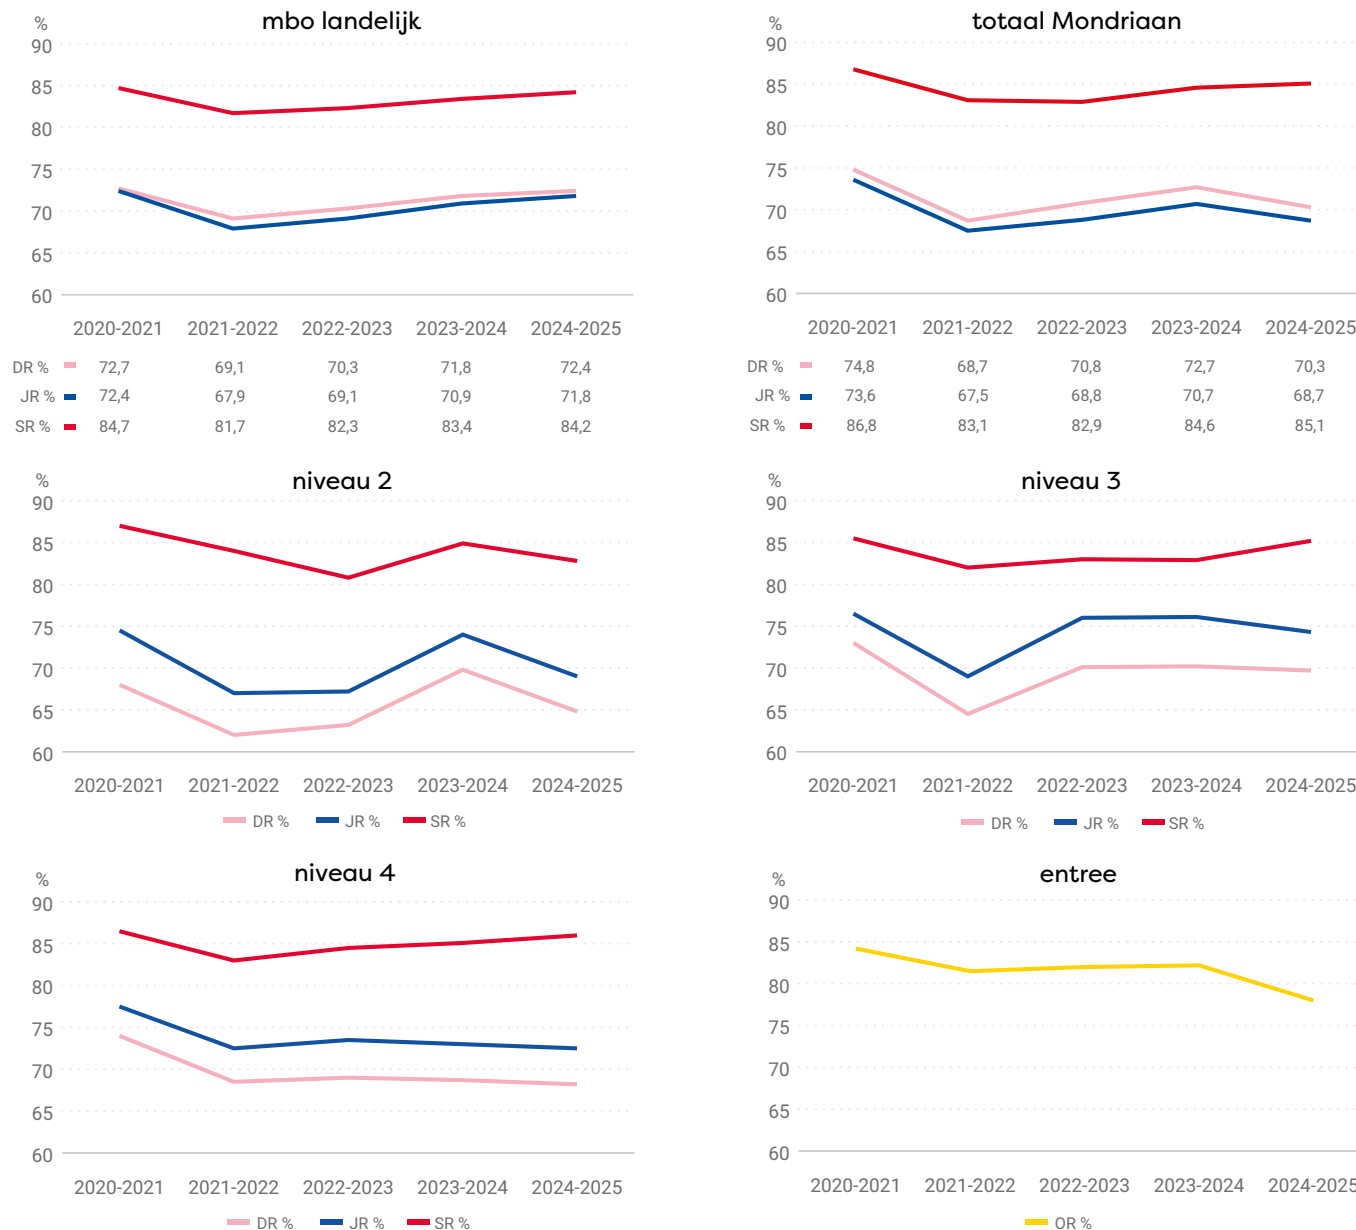 mbo landelijk
%
90
85
80
75
70
65
60
2020-2021 2021-2022 2022-2023 2023-2024 2024-2025
DR % 72,7 69,1 70,3 71,8 72,4
JR % 72,4 67,9 69,1 70,9 71,8
SR % 84,7 81,7 82,3 83,4 84,2
totaal Mondriaan
%
90
85
80
75
70
65
60
2020-2021 2021-2022 2022-2023 2023-2024 2024-2025
DR % 74,8 68,7 70,8 72,7 70,3
JR % 73,6 67,5 68,8 70,7 68,7
SR % 86,8 83,1 82,9 84,6 85,1
niveau 2
%
90
85
80
75
70
65
60
2020-2021 2021-2022 2022-2023 2023-2024 2024-2025
DR % JR % SR %
niveau 3
%
90
85
80
75
70
65
60
2020-2021 2021-2022 2022-2023 2023-2024 2024-2025
DR % JR % SR %
niveau 4
%
90
85
80
75
70
65
60
2020-2021 2021-2022 2022-2023 2023-2024 2024-2025
DR % JR % SR %
entree
%
90
85
80
75
70
65
60
2020-2021 2021-2022 2022-2023 2023-2024 2024-2025
OR %